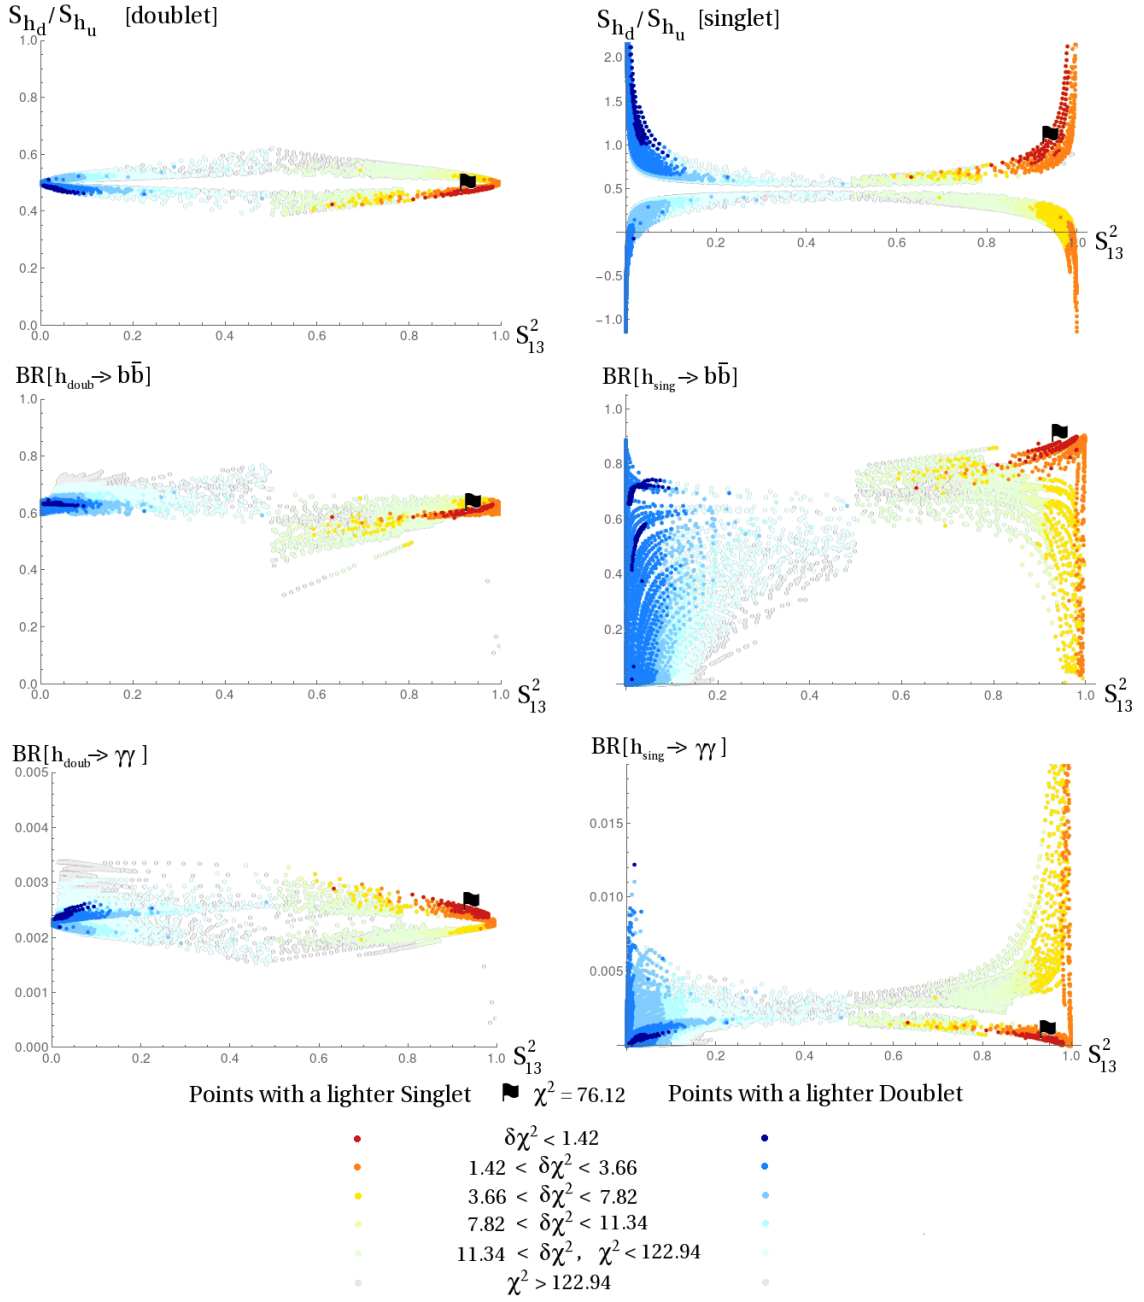 S_{h_d}/S_{h_u} [doublet]
1.0
0.8
0.6
0.4
0.2
0.0
0.0 0.2 0.4 0.6 0.8 1.0 S²₁₃
S_{h_d}/S_{h_u} [singlet]
2.0
1.5
1.0
0.5
0.2 0.4 0.6 0.8 1.0 S²₁₃
−0.5
−1.0
BR[h_doub–> bb̄]
1.0
0.8
0.6
0.4
0.2
0.0
0.0 0.2 0.4 0.6 0.8 1.0 S²₁₃
BR[h_sing–> bb̄]
1.0
0.8
0.6
0.4
0.2
0.2 0.4 0.6 0.8 1.0 S²₁₃
BR[h_doub–> γγ ]
0.005
0.004
0.003
0.002
0.001
0.000
0.0 0.2 0.4 0.6 0.8 1.0 S²₁₃
BR[h_sing–> γγ ]
0.015
0.010
0.005
0.2 0.4 0.6 0.8 1.0 S²₁₃
Points with a lighter Singlet χ² = 76.12 Points with a lighter Doublet
δχ² < 1.42
1.42 < δχ² < 3.66
3.66 < δχ² < 7.82
7.82 < δχ² < 11.34
11.34 < δχ² , χ² < 122.94
χ² > 122.94